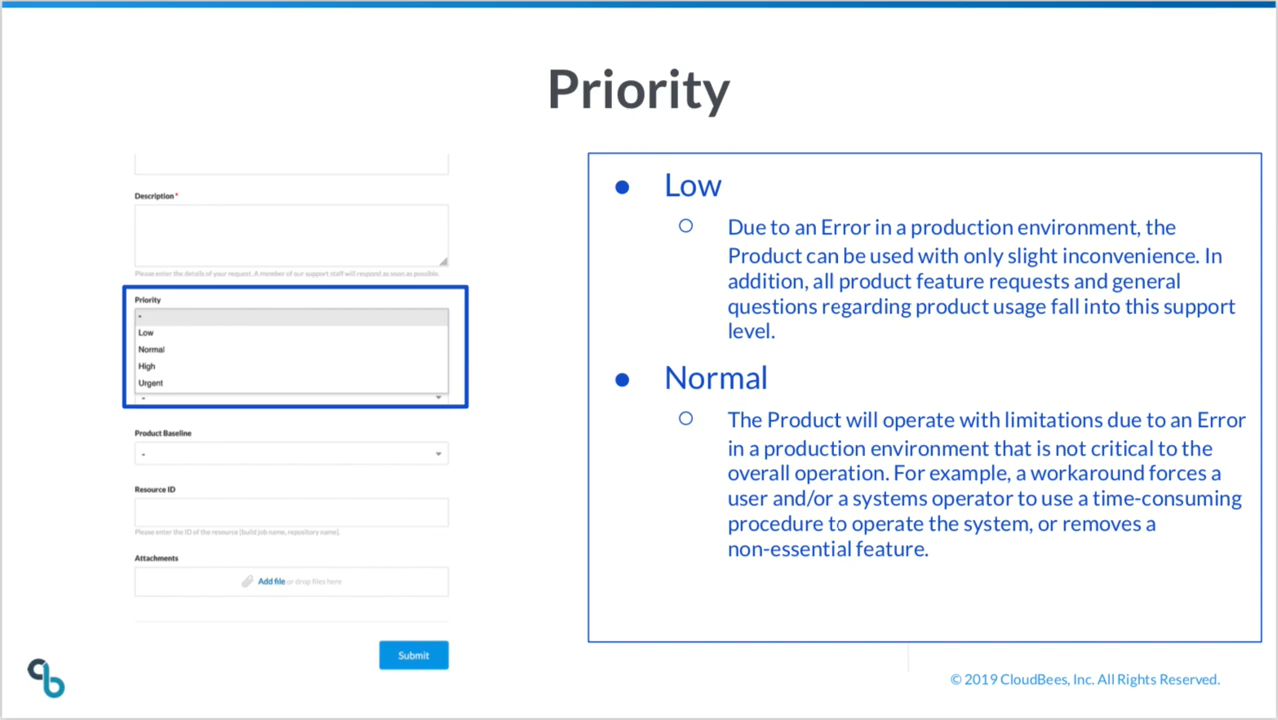 Priority
Description *
Please enter the details of your request. A member of our support staff will respond as soon as possible.
Priority
-
Low
Normal
High
Urgent
-
Product Baseline
-
Resource ID
Please enter the ID of the resource [build job name, repository name].
Attachments
Add file or drop files here
Submit
● Low
○ Due to an Error in a production environment, the
Product can be used with only slight inconvenience. In
addition, all product feature requests and general
questions regarding product usage fall into this support
level.
● Normal
○ The Product will operate with limitations due to an Error
in a production environment that is not critical to the
overall operation. For example, a workaround forces a
user and/or a systems operator to use a time-consuming
procedure to operate the system, or removes a
non-essential feature.
© 2019 CloudBees, Inc. All Rights Reserved.